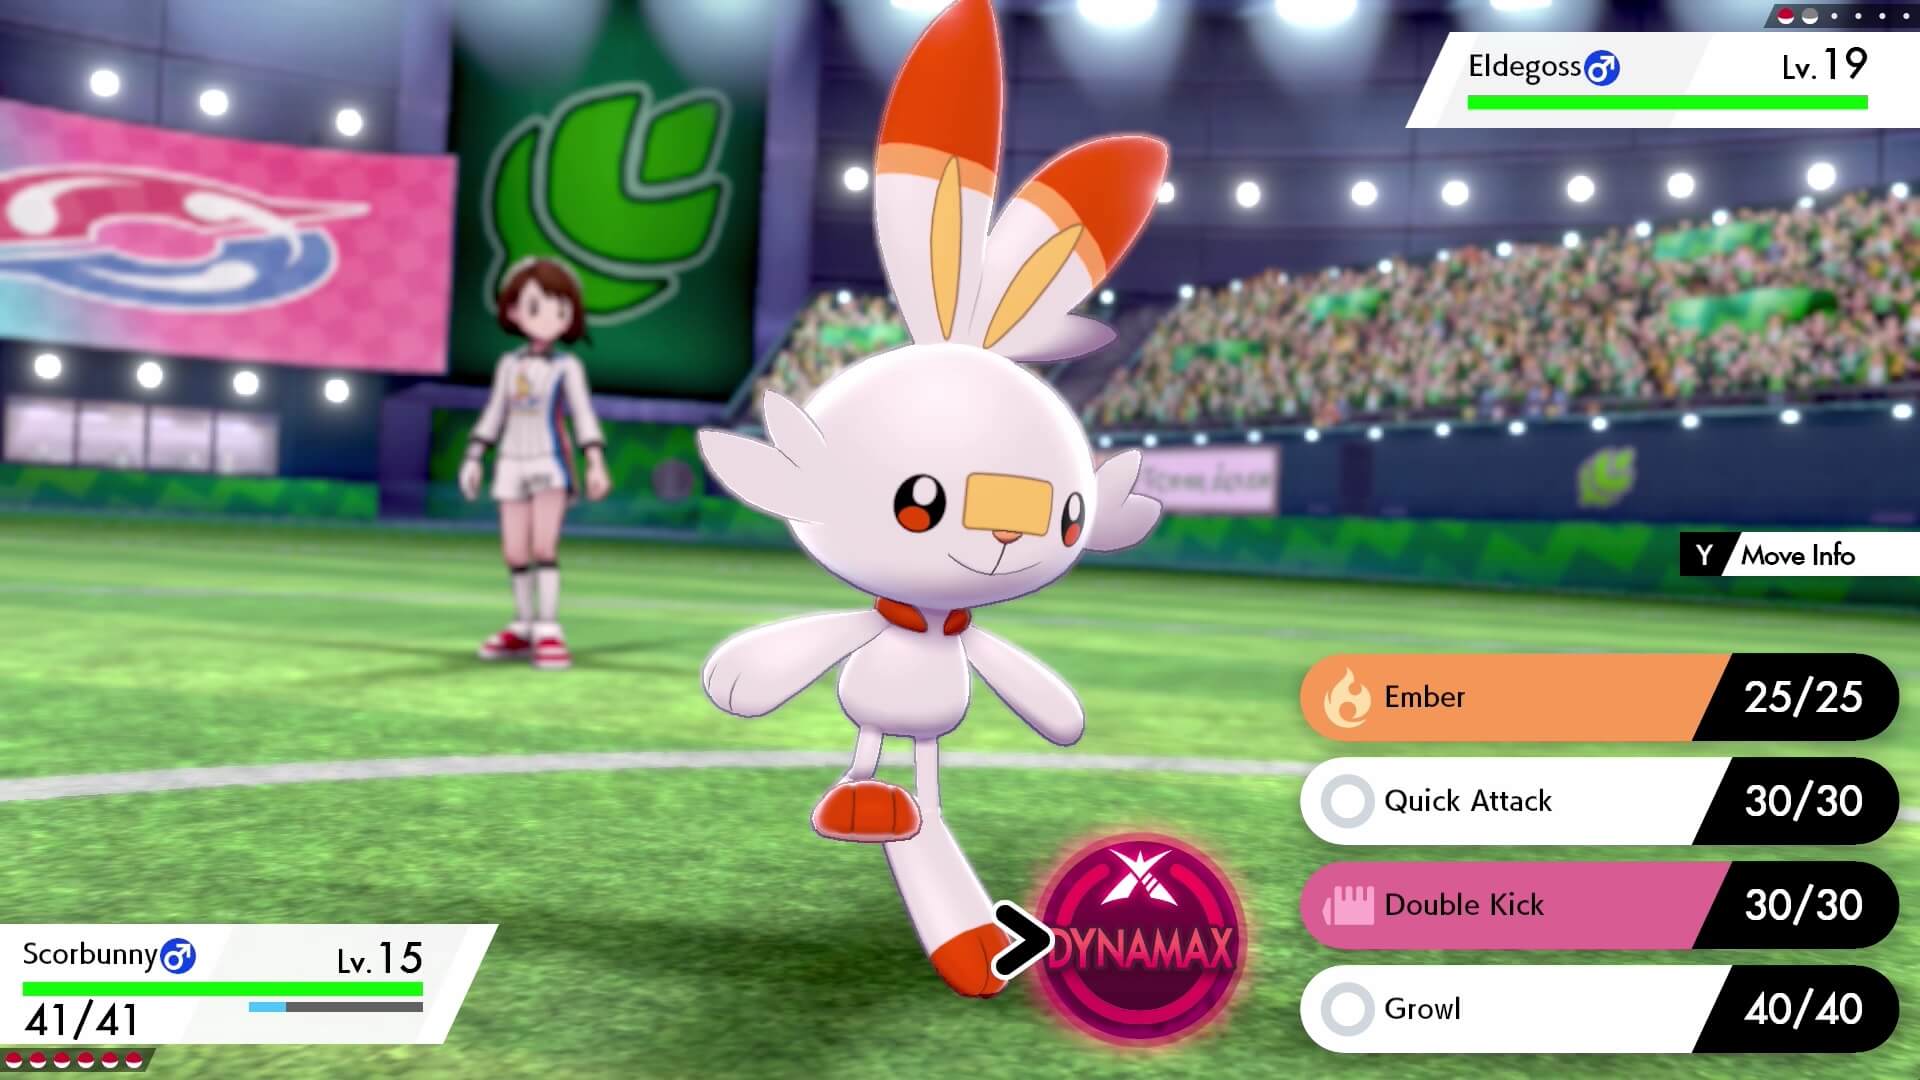 Eldegoss♂ Lv.19
Y Move Info
Ember 25/25
Quick Attack 30/30
Double Kick 30/30
Growl 40/40
DYNAMAX
Scorbunny♂ Lv.15
41/41